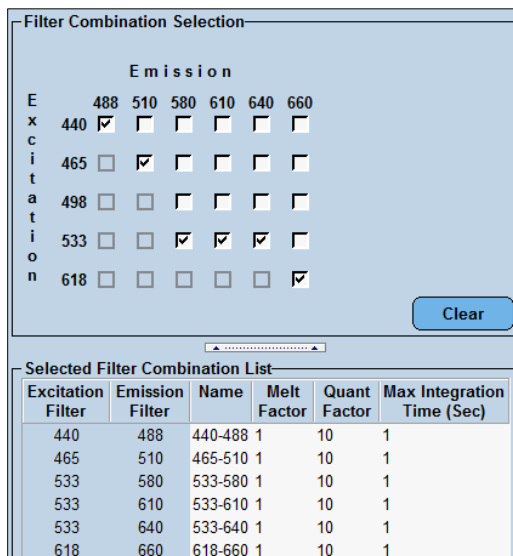 Filter Combination Selection
Emission
Excitation
488 510 580 610 640 660
440
465
498
533
618
Clear
Selected Filter Combination List
Excitation Filter Emission Filter Name Melt Factor Quant Factor Max Integration Time (Sec)
440 488 440-488 1 10 1
465 510 465-510 1 10 1
533 580 533-580 1 10 1
533 610 533-610 1 10 1
533 640 533-640 1 10 1
618 660 618-660 1 10 1